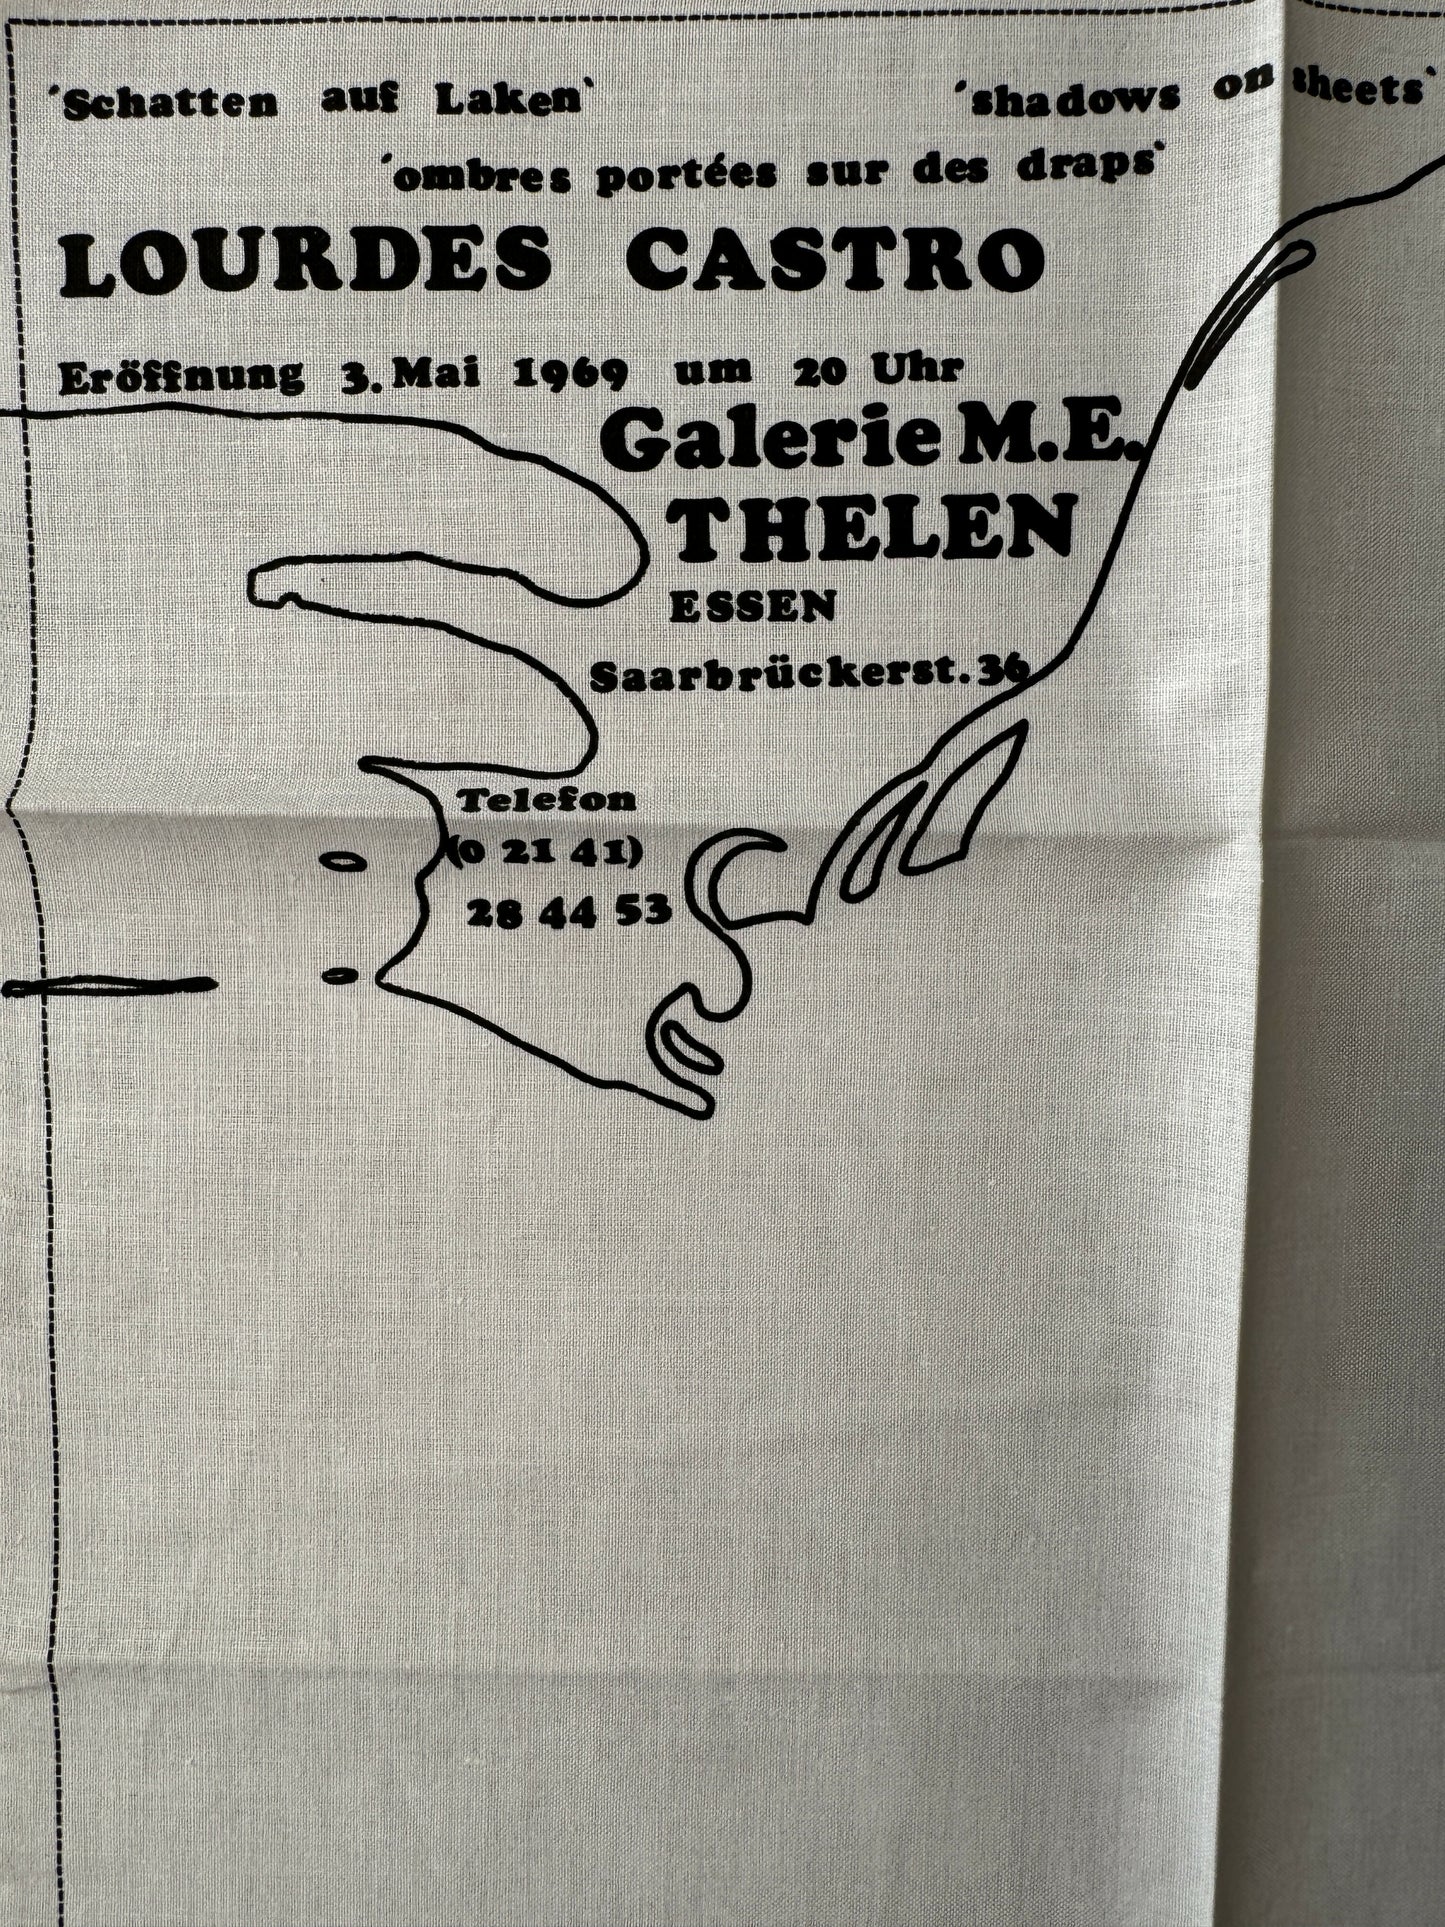 ´Schatten auf Laken`
´shadows on sheets`
´ombres portées sur des draps`
LOURDES CASTRO
Eröffnung 3. Mai 1969 um 20 Uhr
Galerie M.E.
THELEN
ESSEN
Saarbrückerst. 36
Telefon
(0 21 41)
28 44 53